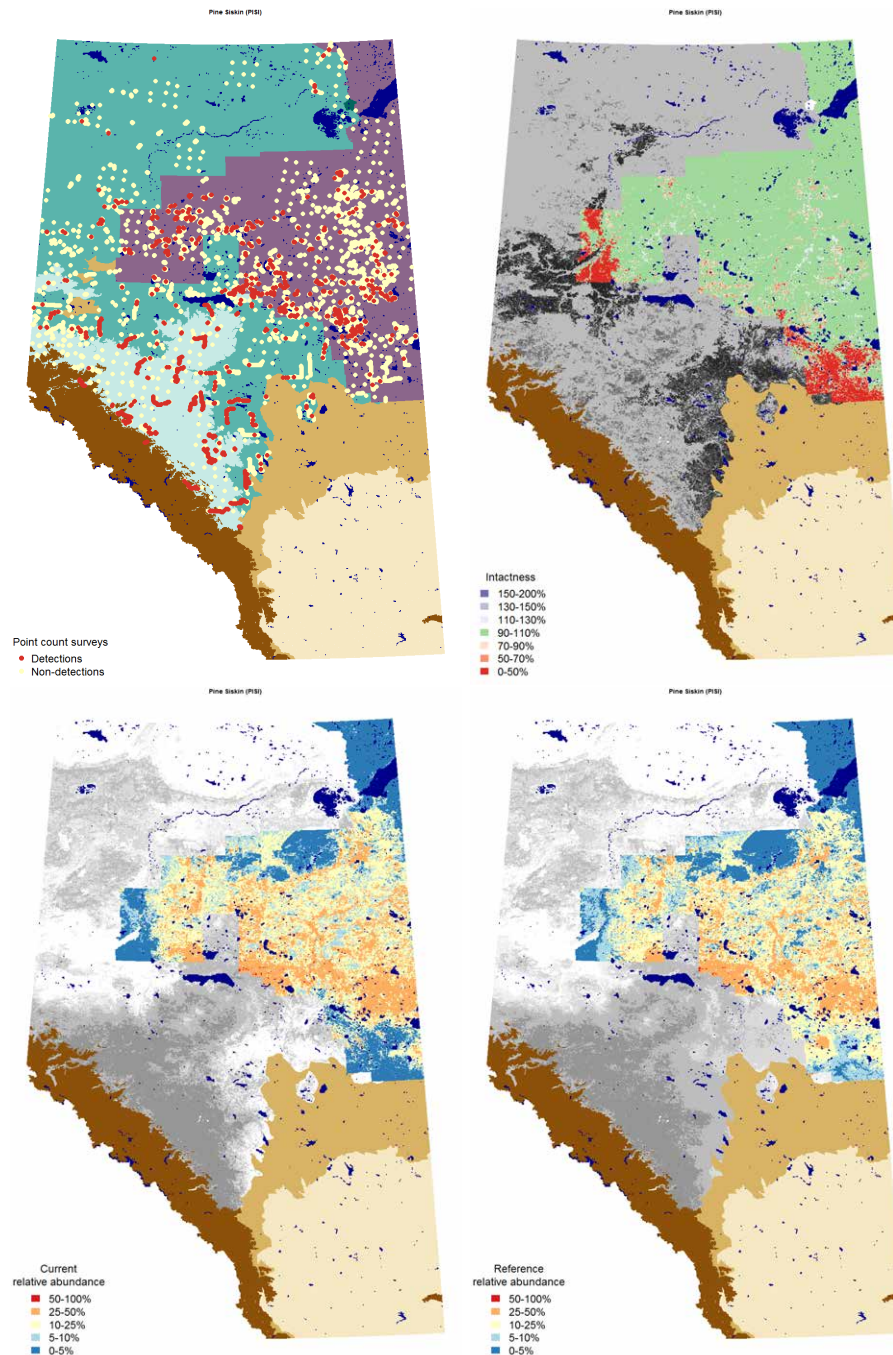 Pine Siskin (PISI)
Point count surveys
Detections
Non-detections
Intactness
150-200%
130-150%
110-130%
90-110%
70-90%
50-70%
0-50%
Pine Siskin (PISI)
Pine Siskin (PISI)
Current
relative abundance
50-100%
25-50%
10-25%
5-10%
0-5%
Pine Siskin (PISI)
Reference
relative abundance
50-100%
25-50%
10-25%
5-10%
0-5%